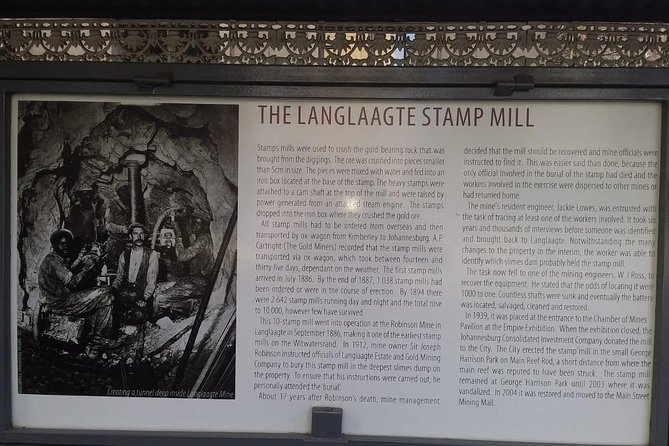 THE LANGLAAGTE STAMP MILL
Stamps mills were used to crush the gold-bearing rock that was
brought from the diggings. The ore was crushed into pieces smaller
than 5cm in size. The pieces were mixed with water and fed into an
iron box located at the base of the stamp. The heavy stamps were
attached to a cam shaft at the top of the mill and were raised by
power generated from an attached steam engine. The stamps
dropped into the iron box where they crushed the gold ore.
All stamp mills had to be ordered from overseas and then
transported by ox-wagon from Kimberley to Johannesburg. A.P.
Cartright (The Gold Miners) recorded that the stamp mills were
transported via ox-wagon, which took between fourteen and
thirty five days, dependant on the weather. The first stamp mills
arrived in July 1886. By the end of 1887, 1 038 stamp mills had
been ordered or were in the course of erection. By 1894 there
were 2 642 stamp mills running day and night and the total rose
to 10 000, however few have survived.
This 10-stamp mill went into operation at the Robinson Mine in
Langlaagte in September 1886, making it one of the earliest stamp
mills on the Witwatersrand. In 1912, mine owner Sir Joseph
Robinson instructed officials of Langlaagte Estate and Gold Mining
Company to bury this stamp mill in the deepest slimes dump on
the property. To ensure that his instructions were carried out, he
personally attended the 'burial'.
About 17 years after Robinson's death, mine management
decided that the mill should be recovered and mine officials were
instructed to find it. This was easier said than done, because the
only official involved in the burial of the stamp had died and the
workers involved in the exercise were dispersed to other mines or
had returned home.
The mine's resident engineer, Jackie Lowes, was entrusted with
the task of tracing at least one of the workers involved. It took six
years and thousands of interviews before someone was identified
and brought back to Langlaagte. Notwithstanding the many
changes to the property in the interim, the worker was able to
identify which slimes dam probably held the stamp mill.
The task now fell to one of the mining engineers, W J Ross, to
recover the equipment. He stated that the odds of locating it were
1000 to one. Countless shafts were sunk and eventually the battery
was located, salvaged, cleaned and restored.
In 1939, it was placed at the entrance to the Chamber of Mines
Pavilion at the Empire Exhibition. When the exhibition closed, the
Johannesburg Consolidated Investment Company donated the mill
to the City. The City erected the stamp mill in the small George
Harrison Park on Main Reef Rod, a short distance from where the
main reef was reputed to have been struck. The stamp mill
remained at George Harrison Park until 2003 where it was
vandalized. In 2004 it was restored and moved to the Main Street
Mining Mall.
Creating a tunnel deep inside Langlaagte Mine